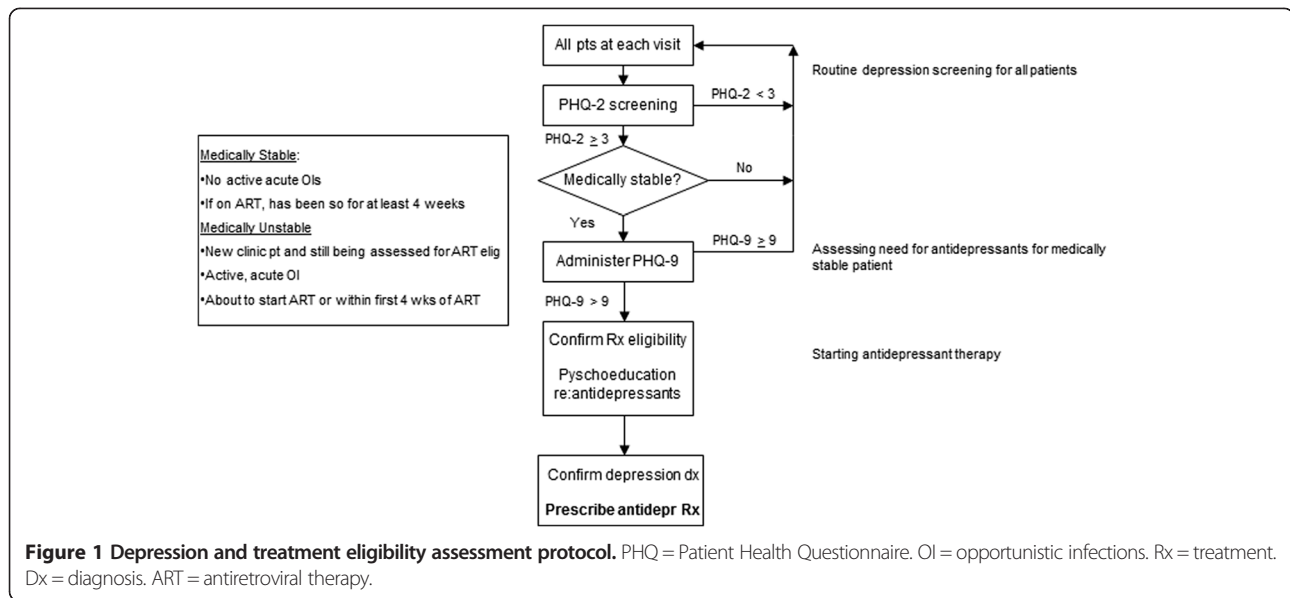 All pts at each visit
Routine depression screening for all patients
PHQ-2 screening
PHQ-2 < 3
PHQ-2 ≥ 3
Medically stable?
No
Yes
Medically Stable:
•No active acute OIs
•If on ART, has been so for at least 4 weeks
Medically Unstable
•New clinic pt and still being assessed for ART elig
•Active, acute OI
•About to start ART or within first 4 wks of ART
Administer PHQ-9
PHQ-9 ≥ 9
Assessing need for antidepressants for medically
stable patient
PHQ-9 > 9
Confirm Rx eligibility
Pyschoeducation
re:antidepressants
Starting antidepressant therapy
Confirm depression dx
Prescribe antidepr Rx
Figure 1 Depression and treatment eligibility assessment protocol. PHQ = Patient Health Questionnaire. OI = opportunistic infections. Rx = treatment.
Dx = diagnosis. ART = antiretroviral therapy.